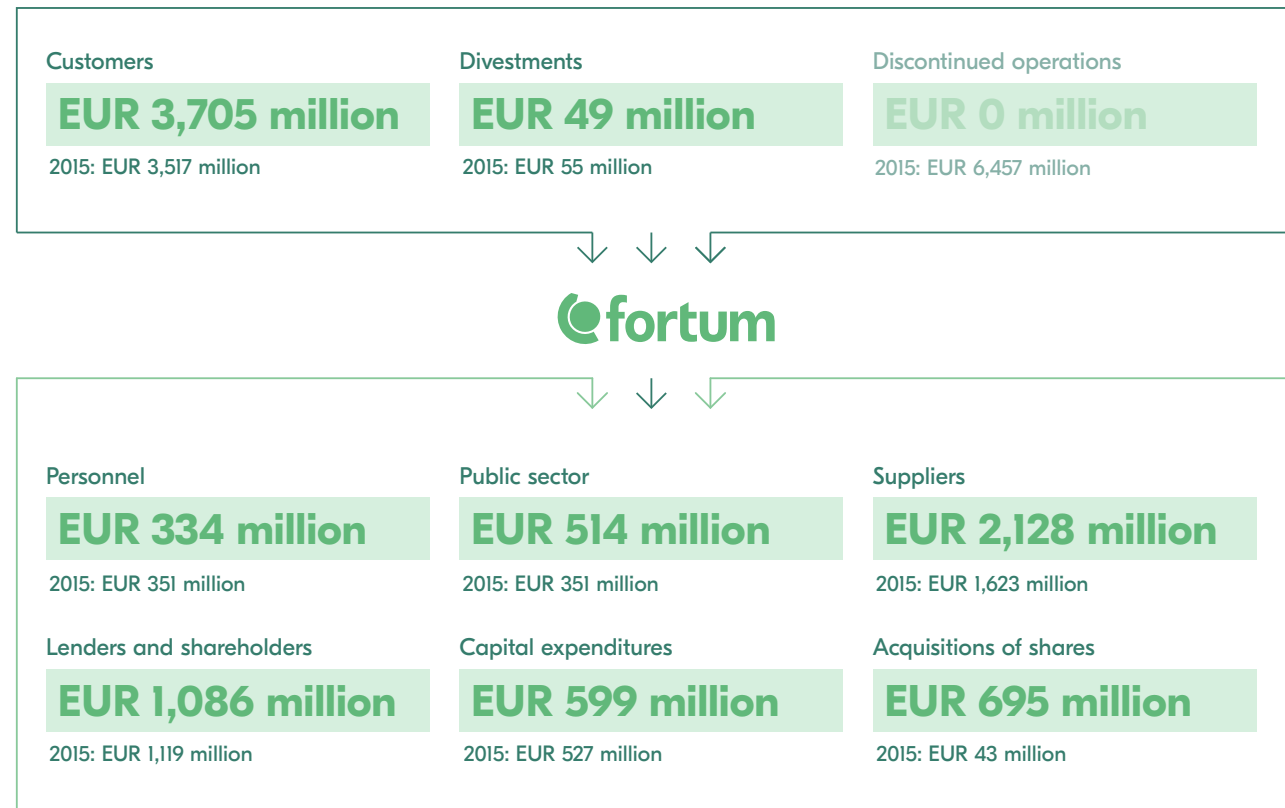 Customers
EUR 3,705 million
2015: EUR 3,517 million
Divestments
EUR 49 million
2015: EUR 55 million
Discontinued operations
EUR 0 million
2015: EUR 6,457 million
fortum
Personnel
EUR 334 million
2015: EUR 351 million
Public sector
EUR 514 million
2015: EUR 351 million
Suppliers
EUR 2,128 million
2015: EUR 1,623 million
Lenders and shareholders
EUR 1,086 million
2015: EUR 1,119 million
Capital expenditures
EUR 599 million
2015: EUR 527 million
Acquisitions of shares
EUR 695 million
2015: EUR 43 million